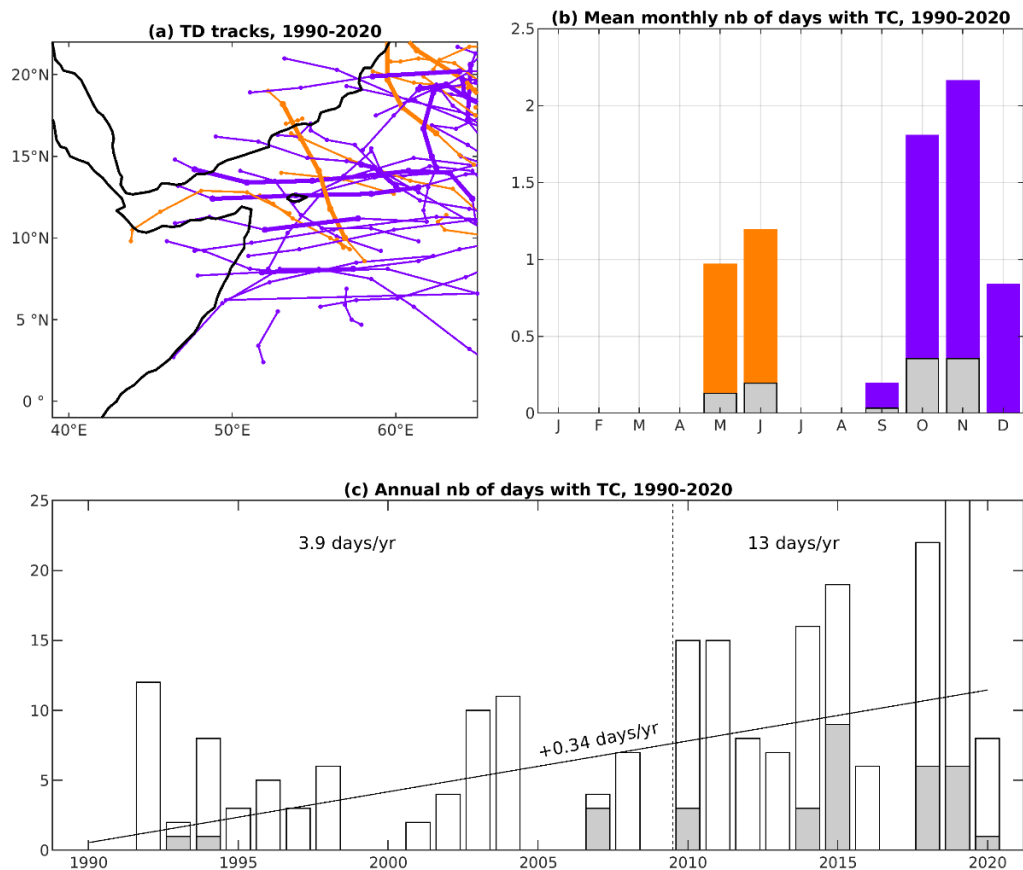 (a) TD tracks, 1990-2020
20°N
15°N
10°N
5 °N
0 °
40°E 50°E 60°E
(b) Mean monthly nb of days with TC, 1990-2020
2.5
2
1.5
1
0.5
0
J F M A M J J A S O N D
(c) Annual nb of days with TC, 1990-2020
25
20
15
10
5
0
3.9 days/yr
13 days/yr
+0.34 days/yr
1990 1995 2000 2005 2010 2015 2020